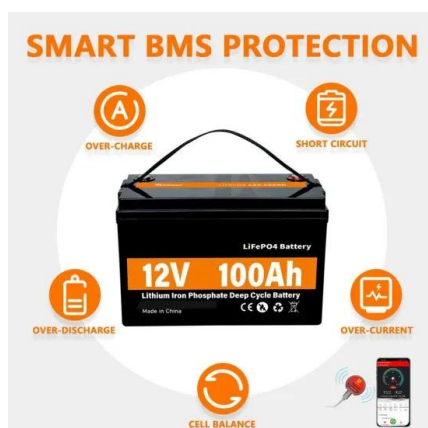 SMART BMS PROTECTION
A
OVER-CHARGE
SHORT CIRCUIT
LiFePO4 Battery
12V 100Ah
Lithium Iron Phosphate Deep Cycle Battery
Made in China
CE
OVER-DISCHARGE
OVER-CURRENT
CELL BALANCE